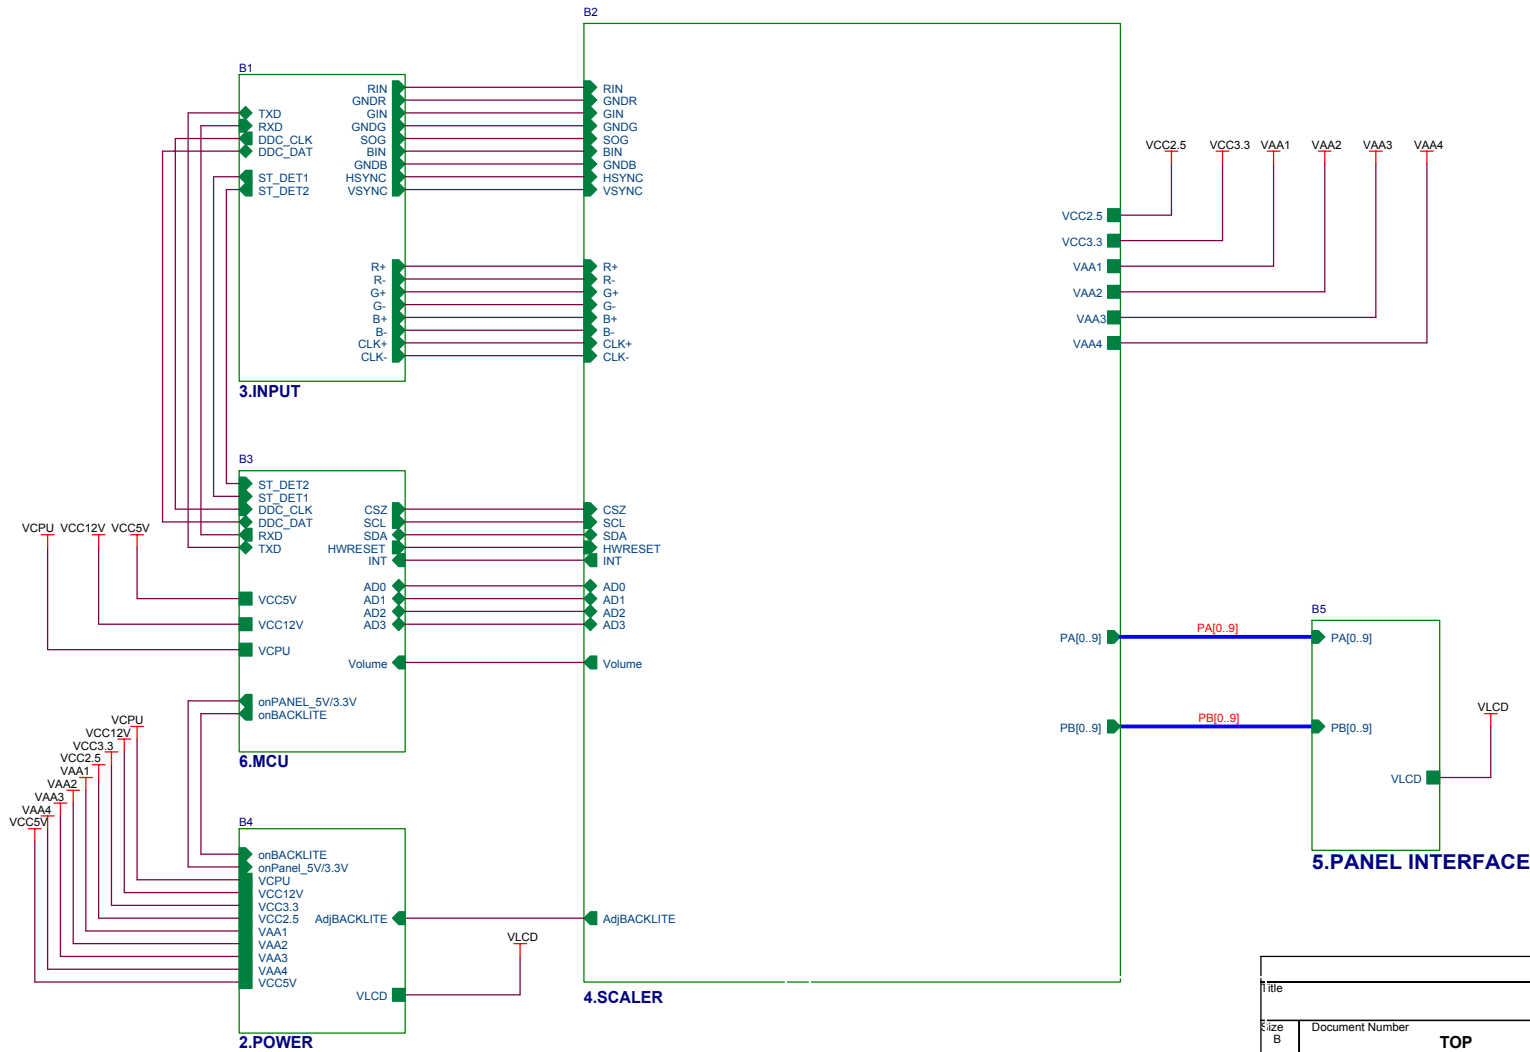 B2
B1
RIN
GNDR
GIN
GNDG
SOG
BIN
GNDB
HSYNC
VSYNC
TXD
RXD
DDC_CLK
DDC_DAT
ST_DET1
ST_DET2
R+
R-
G+
G-
B+
B-
CLK+
CLK-
3.INPUT
RIN
GNDR
GIN
GNDG
SOG
BIN
GNDB
HSYNC
VSYNC
R+
R-
G+
G-
B+
B-
CLK+
CLK-
VCC2.5
VCC3.3
VAA1
VAA2
VAA3
VAA4
VCC2.5
VCC3.3
VAA1
VAA2
VAA3
VAA4
B3
ST_DET2
ST_DET1
DDC_CLK
DDC_DAT
RXD
TXD
VCC5V
VCC12V
VCPU
onPANEL_5V/3.3V
onBACKLITE
CSZ
SCL
SDA
HWRESET
INT
AD0
AD1
AD2
AD3
Volume
6.MCU
VCPU
VCC12V
VCC5V
CSZ
SCL
SDA
HWRESET
INT
AD0
AD1
AD2
AD3
Volume
PA[0..9]
PA[0..9]
PB[0..9]
PB[0..9]
B5
PA[0..9]
PB[0..9]
VLCD
VLCD
5.PANEL INTERFACE
VCPU
VCC12V
VCC3.3
VCC2.5
VAA1
VAA2
VAA3
VAA4
VCC5V
B4
onBACKLITE
onPanel_5V/3.3V
VCPU
VCC12V
VCC3.3
VCC2.5
VAA1
VAA2
VAA3
VAA4
VCC5V
AdjBACKLITE
VLCD
VLCD
2.POWER
AdjBACKLITE
4.SCALER
Title
Size
B
Document Number
TOP